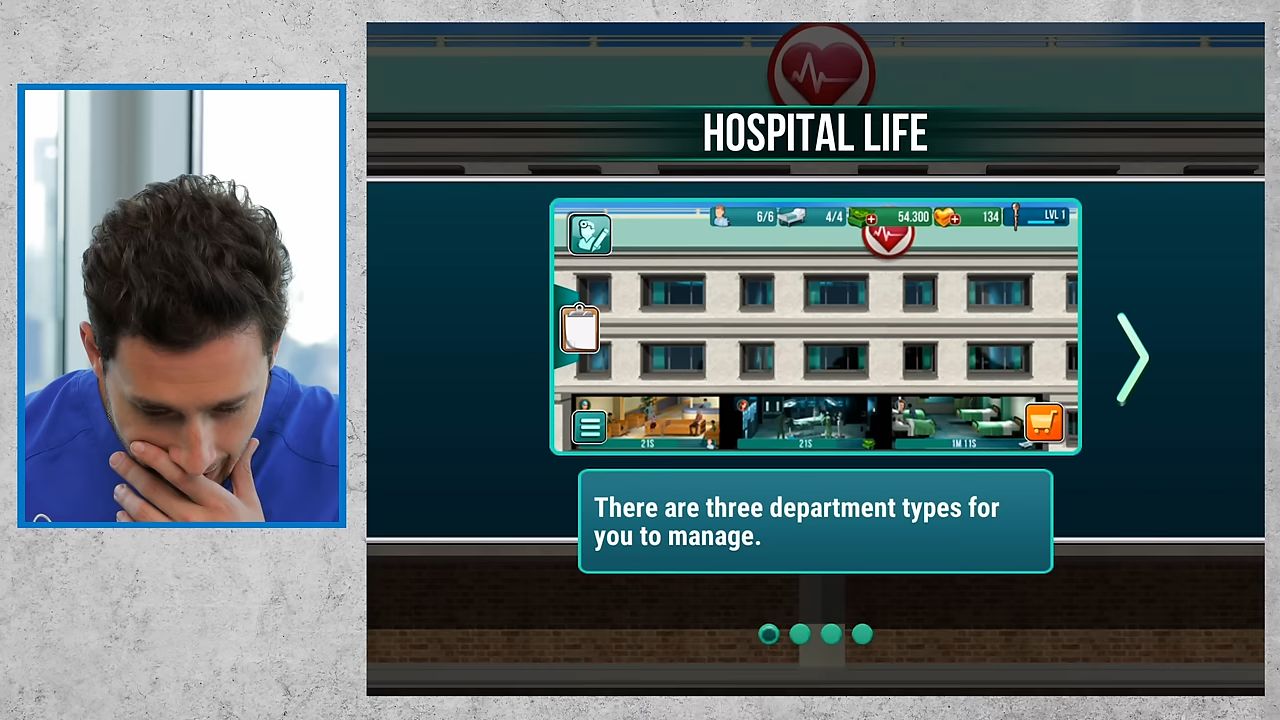 HOSPITAL LIFE
6/6
4/4
54.300
134
LVL 1
21S
21S
1M 11S
There are three department types for
you to manage.